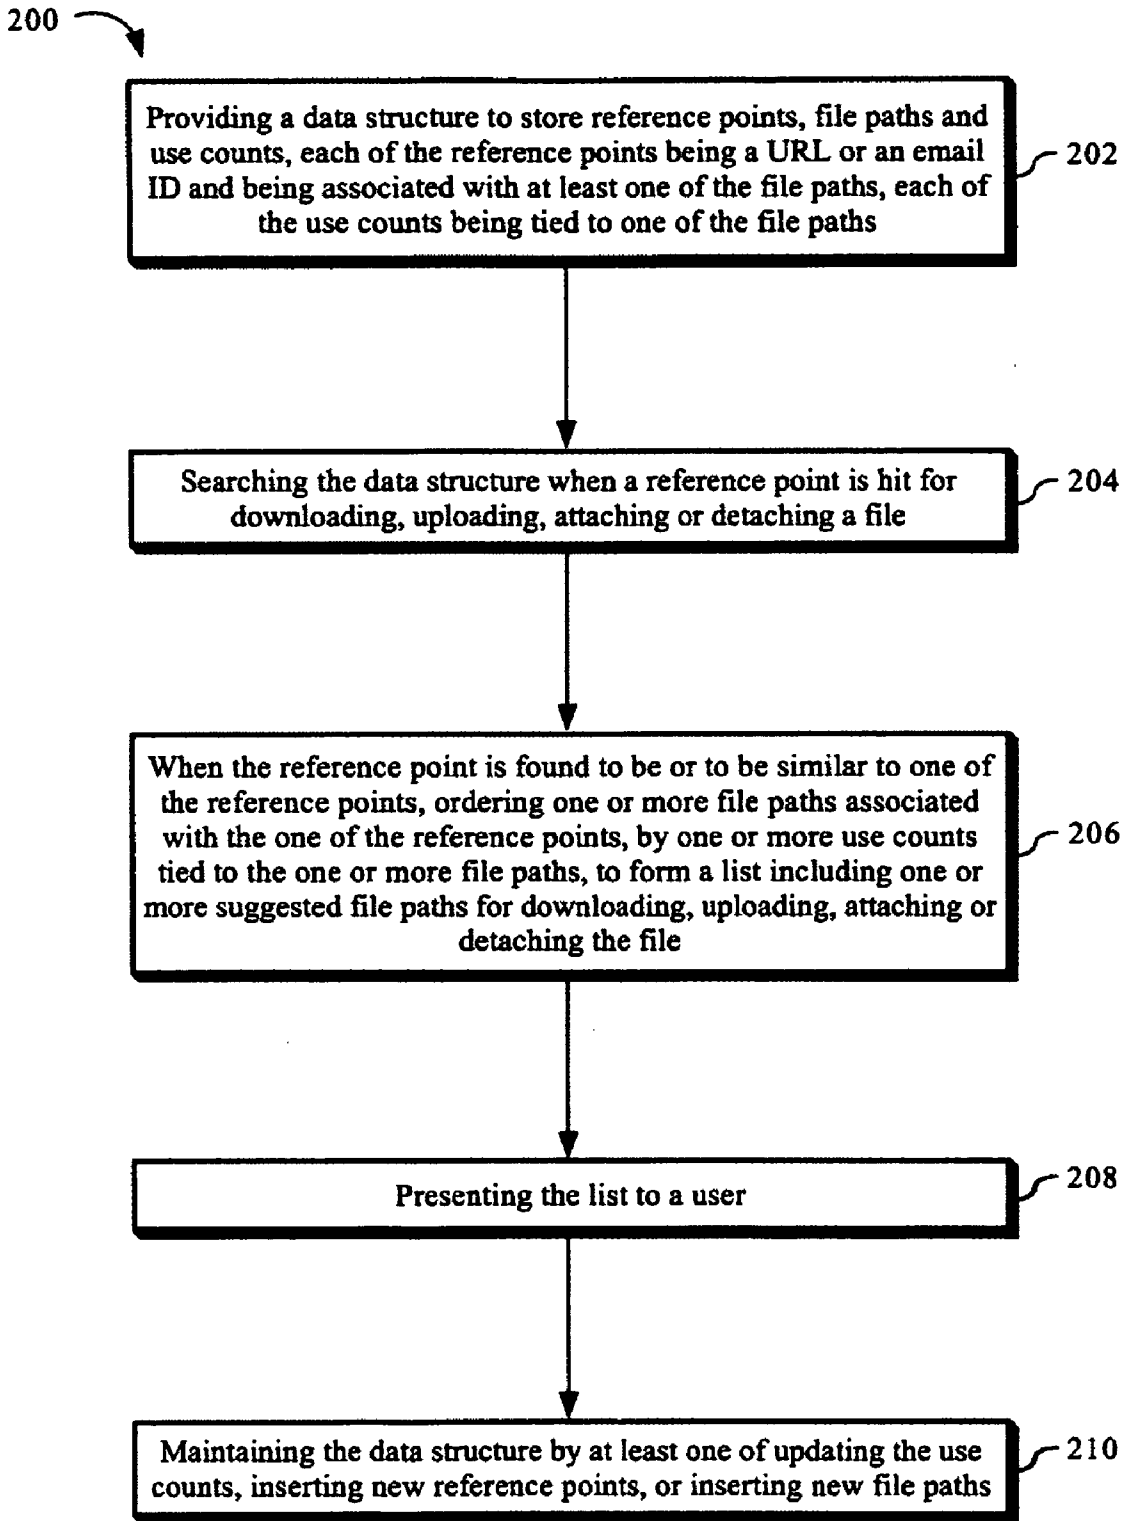 200
Providing a data structure to store reference points, file paths and
use counts, each of the reference points being a URL or an email
ID and being associated with at least one of the file paths, each of
the use counts being tied to one of the file paths
202
Searching the data structure when a reference point is hit for
downloading, uploading, attaching or detaching a file
204
When the reference point is found to be or to be similar to one of
the reference points, ordering one or more file paths associated
with the one of the reference points, by one or more use counts
tied to the one or more file paths, to form a list including one or
more suggested file paths for downloading, uploading, attaching or
detaching the file
206
Presenting the list to a user
208
Maintaining the data structure by at least one of updating the use
counts, inserting new reference points, or inserting new file paths
210